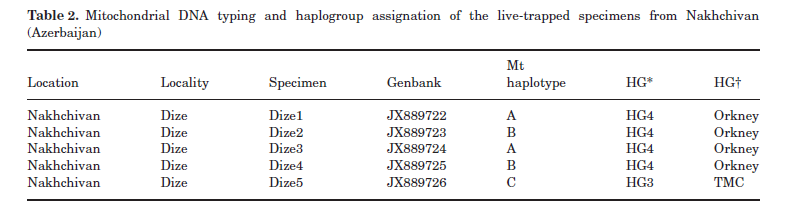 Table 2. Mitochondrial DNA typing and haplogroup assignation of the live-trapped specimens from Nakhchivan
(Azerbaijan)
Location Locality Specimen Genbank Mt haplotype HG* HG†
Nakhchivan Dize Dize1 JX889722 A HG4 Orkney
Nakhchivan Dize Dize2 JX889723 B HG4 Orkney
Nakhchivan Dize Dize3 JX889724 A HG4 Orkney
Nakhchivan Dize Dize4 JX889725 B HG4 Orkney
Nakhchivan Dize Dize5 JX889726 C HG3 TMC